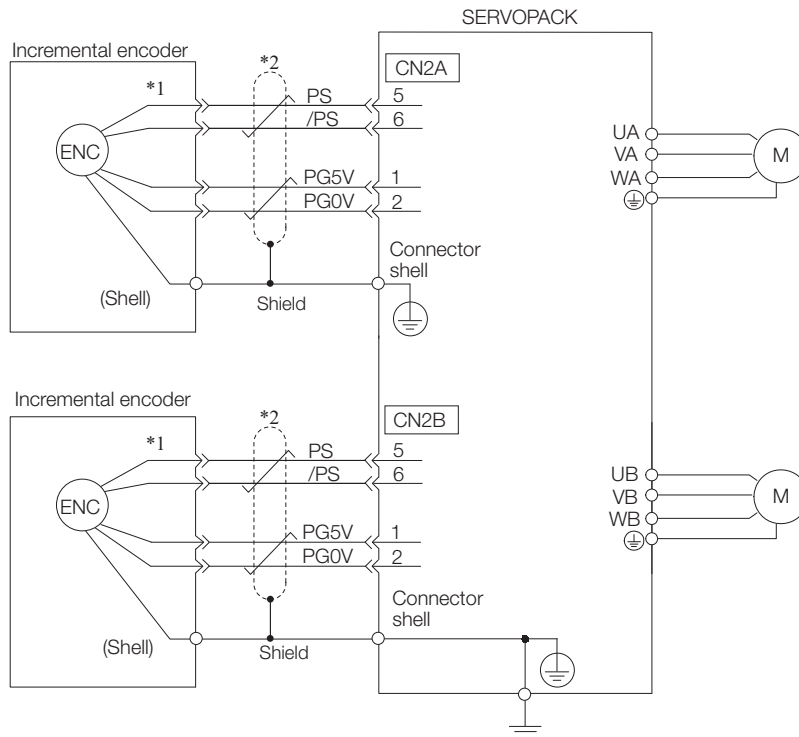 SERVOPACK
Incremental encoder
*1
*2
CN2A
ENC
PS
5
/PS
6
PG5V
1
PG0V
2
Connector
shell
(Shell)
Shield
UA
VA
WA
M
Incremental encoder
*1
*2
CN2B
ENC
PS
5
/PS
6
PG5V
1
PG0V
2
Connector
shell
(Shell)
Shield
UB
VB
WB
M